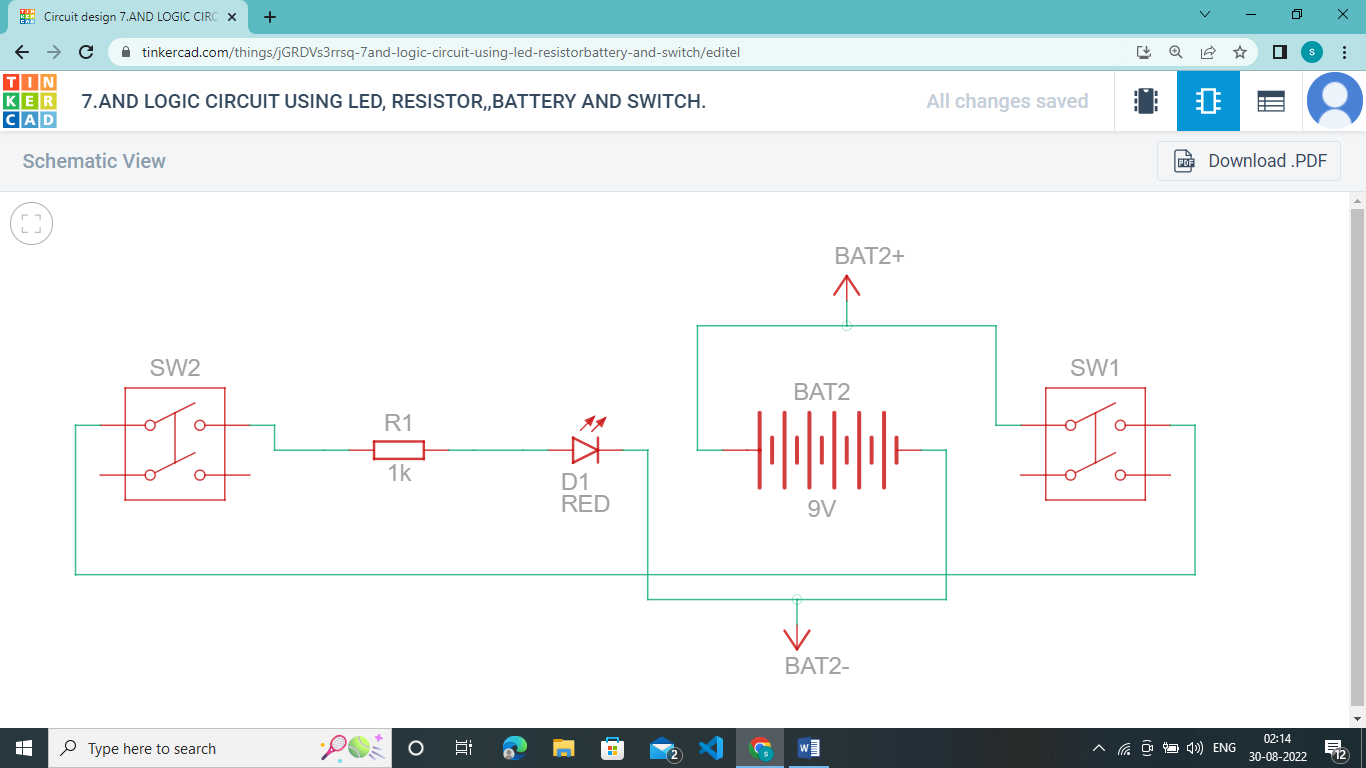 Circuit design 7.AND LOGIC CIRC
tinkercad.com/things/jGRDVs3rrsq-7and-logic-circuit-using-led-resistorbattery-and-switch/editel
S
TIN
KER
CAD
7.AND LOGIC CIRCUIT USING LED, RESISTOR,,BATTERY AND SWITCH.
All changes saved
Schematic View
PDF
Download .PDF
BAT2+
SW2
SW1
BAT2
R1
1k
D1
RED
9V
BAT2-
Type here to search
2
S
W
ENG
02:14
30-08-2022
12